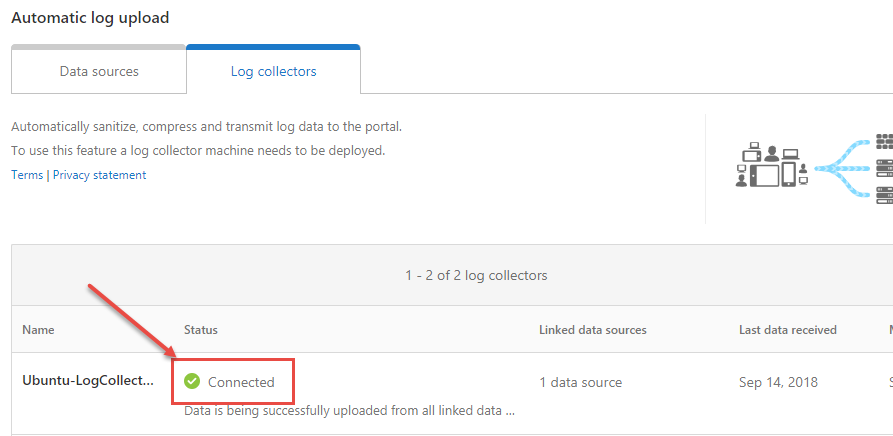 Automatic log upload
Data sources
Log collectors
Automatically sanitize, compress and transmit log data to the portal.
To use this feature a log collector machine needs to be deployed.
Terms | Privacy statement
1 - 2 of 2 log collectors
Name Status Linked data sources Last data received
Ubuntu-LogCollect... Connected 1 data source Sep 14, 2018
Data is being successfully uploaded from all linked data ...